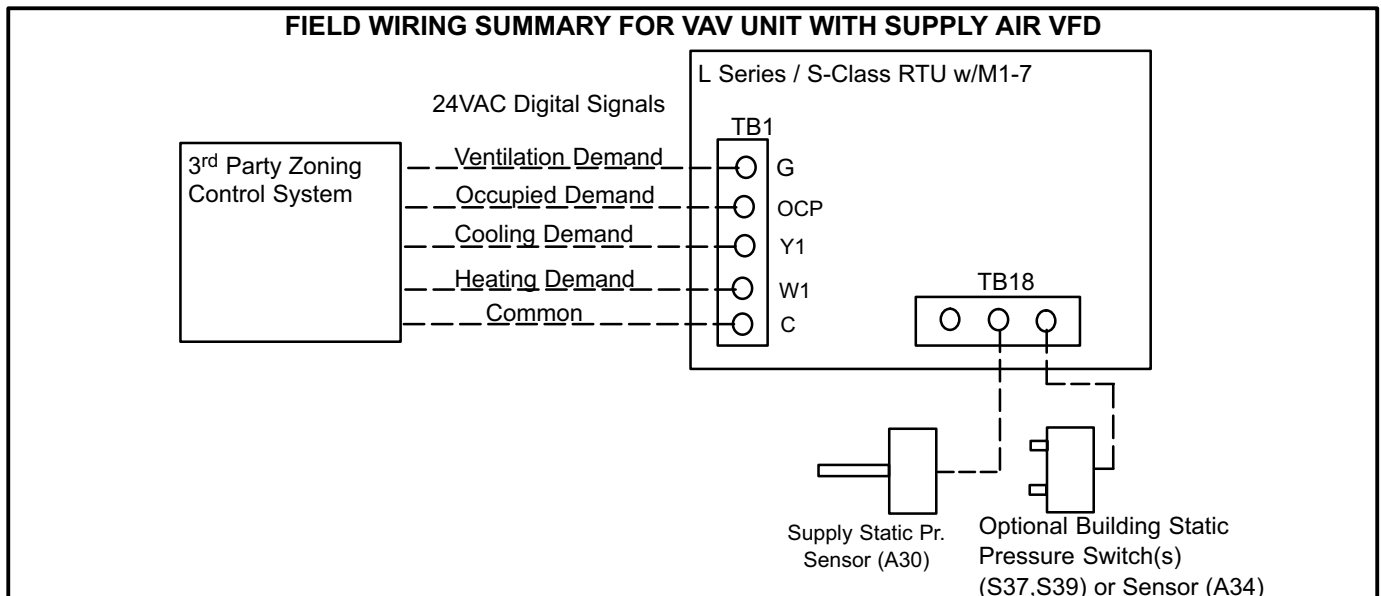 FIELD WIRING SUMMARY FOR VAV UNIT WITH SUPPLY AIR VFD
L Series / S-Class RTU w/M1-7
24VAC Digital Signals
TB1
3rd Party Zoning
Control System
Ventilation Demand
G
Occupied Demand
OCP
Cooling Demand
Y1
Heating Demand
W1
Common
C
TB18
Supply Static Pr.
Sensor (A30)
Optional Building Static
Pressure Switch(s)
(S37,S39) or Sensor (A34)